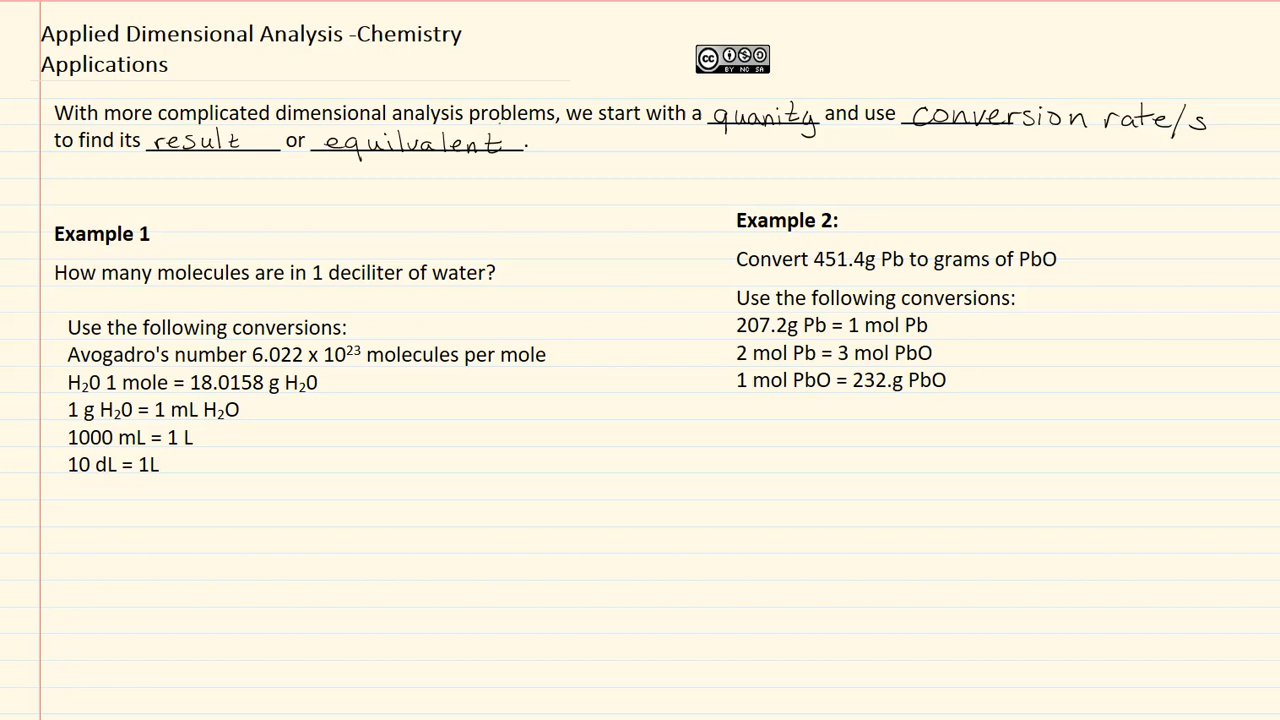 Applied Dimensional Analysis -Chemistry
Applications
cc BY NC SA
With more complicated dimensional analysis problems, we start with a quanity and use conversion rate/s
to find its result or equilvalent.
Example 1
How many molecules are in 1 deciliter of water?
Use the following conversions:
Avogadro's number 6.022 x 10²³ molecules per mole
H₂0 1 mole = 18.0158 g H₂0
1 g H₂0 = 1 mL H₂O
1000 mL = 1 L
10 dL = 1L
Example 2:
Convert 451.4g Pb to grams of PbO
Use the following conversions:
207.2g Pb = 1 mol Pb
2 mol Pb = 3 mol PbO
1 mol PbO = 232.g PbO